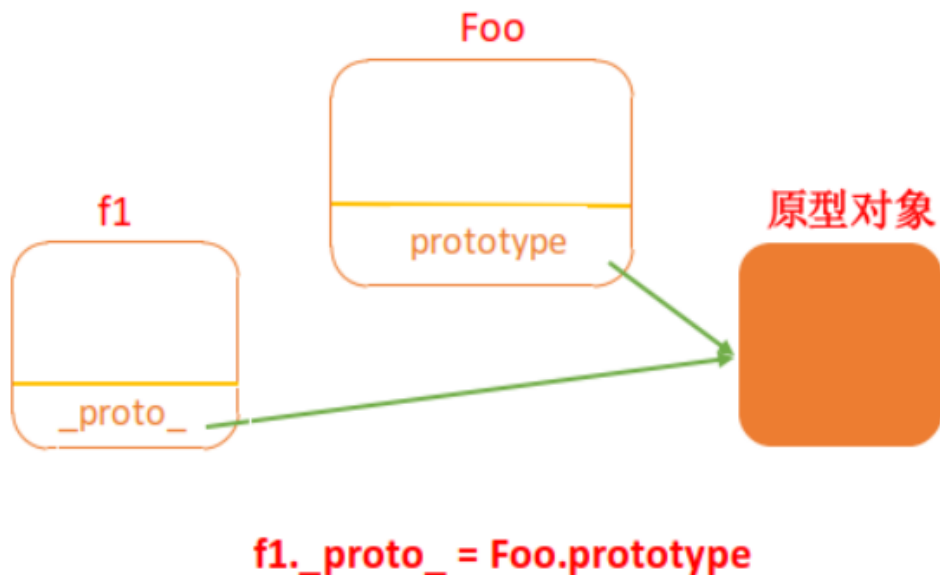 Foo
f1
原型对象
prototype
_proto_
f1._proto_ = Foo.prototype